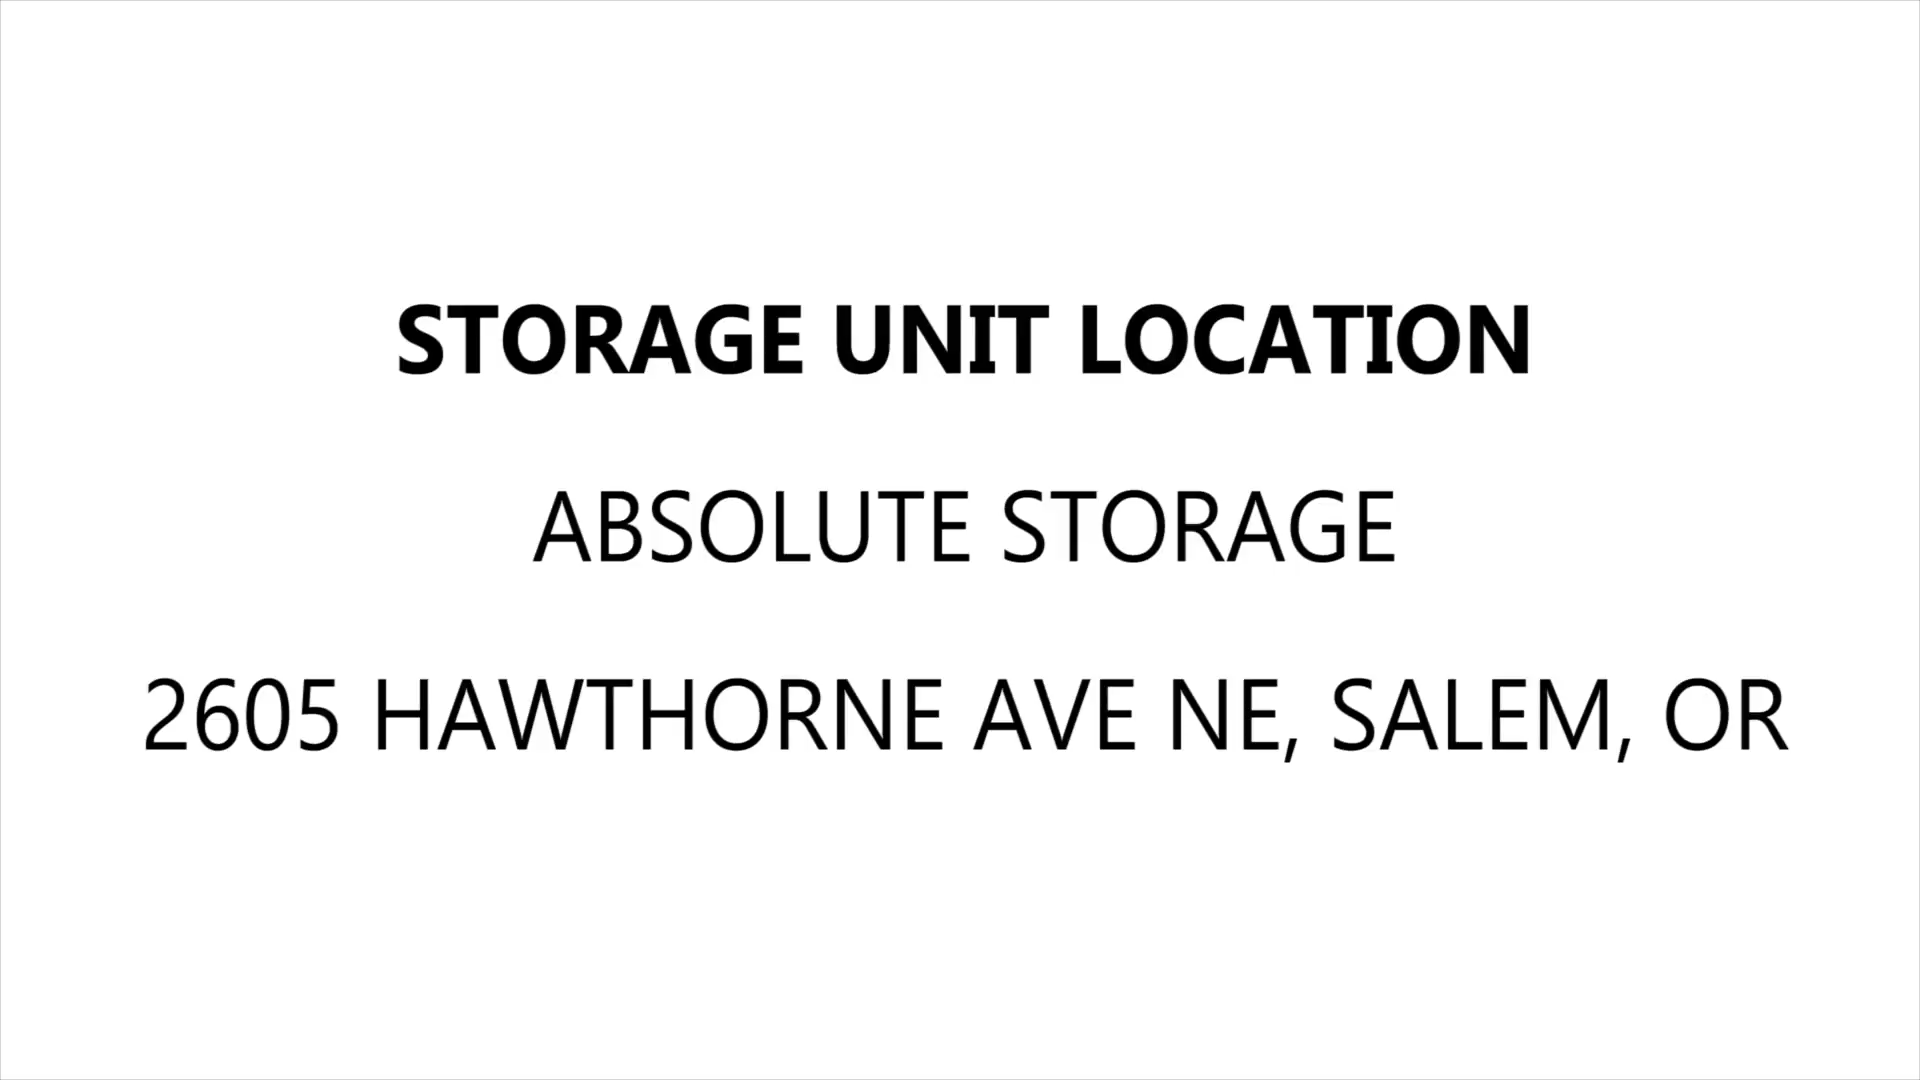 STORAGE UNIT LOCATION
ABSOLUTE STORAGE
2605 HAWTHORNE AVE NE, SALEM, OR